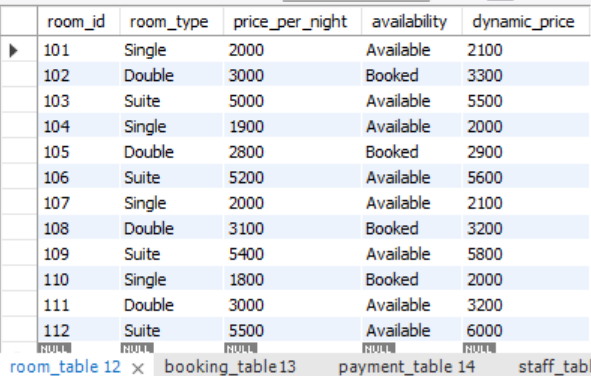 room_id room_type price_per_night availability dynamic_price
101 Single 2000 Available 2100
102 Double 3000 Booked 3300
103 Suite 5000 Available 5500
104 Single 1900 Available 2000
105 Double 2800 Booked 2900
106 Suite 5200 Available 5600
107 Single 2000 Available 2100
108 Double 3100 Booked 3200
109 Suite 5400 Available 5800
110 Single 1800 Booked 2000
111 Double 3000 Available 3200
112 Suite 5500 Available 6000
NULL NULL NULL NULL NULL
room_table 12 booking_table13 payment_table 14 staff_tabl